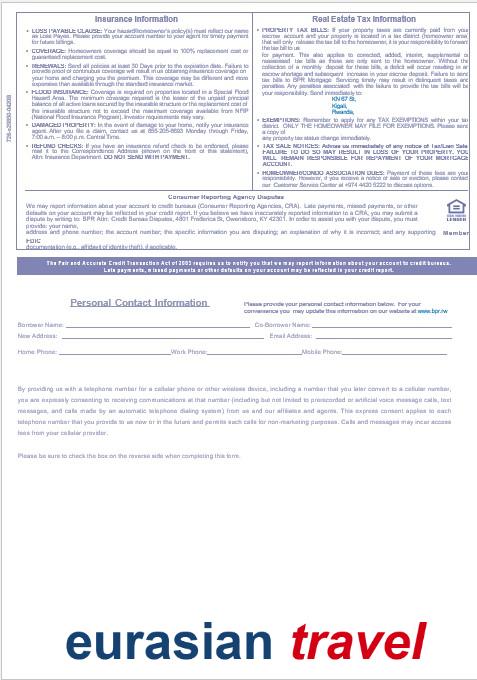 Insurance Information
• LOSS PAYABLE CLAUSE: Your hazard/homeowner's policy(s) must reflect our name
as Loss Payee. Please provide your account number to your agent for timely payment
for future billings.
• COVERAGE: Homeowners coverage should be equal to 100% replacement cost or
guaranteed replacement cost.
• RENEWALS: Send all policies at least 30 Days prior to the expiration date. Failure to
provide proof of continuous coverage will result in us obtaining insurance coverage on
your home and charging you the premium. This coverage may be different and more
expensive than available through the standard insurance market.
• FLOOD INSURANCE: Coverage is required on properties located in a Special Flood
Hazard Area. The minimum coverage required is the lesser of the unpaid principal
balance of all active loans secured by the insurable structure or the replacement cost of
the insurable structure not to exceed the maximum coverage available from NFIP
(National Flood Insurance Program). Investor requirements may vary.
• DAMAGED PROPERTY: In the event of damage to your home, notify your insurance
agent. After you file a claim, contact us at 855-205-8693 Monday through Friday,
7:00 a.m. – 8:00 p.m. Central Time.
• REFUND CHECKS: If you have an insurance refund check to be endorsed, please
mail it to the Correspondence Address (shown on the front of this statement),
Attn: Insurance Department. DO NOT SEND WITH PAYMENT.
Real Estate Tax Information
• PROPERTY TAX BILLS: If your property taxes are currently paid from your
escrow account and your property is located in a tax district (homeowner area)
that will only release the tax bill to the homeowner, it is your responsibility to forward
the tax bill to us
for payment. This also applies to corrected, added, interim, supplemental or
reassessed tax bills as those are only sent to the homeowner. Without the
collection of a monthly deposit for these bills, a deficit will occur resulting in an
escrow shortage and subsequent increase in your escrow deposit. Failure to send
tax bills to BPR Mortgage Servicing timely may result in delinquent taxes and
penalties. Any penalties associated with the failure to provide the tax bills will be
your responsibility. Send immediately to:
KN 67 St,
Kigali,
Rwanda,
• EXEMPTIONS: Remember to apply for any TAX EXEMPTIONS within your tax
district. ONLY THE HOMEOWNER MAY FILE FOR EXEMPTIONS. Please send
a copy of
any property tax status change immediately.
• TAX SALE NOTICES: Advise us immediately of any notice of Tax/Lien Sale
FAILURE TO DO SO MAY RESULT IN LOSS OF YOUR PROPERTY, YOU
WILL REMAIN RESPONSIBLE FOR REPAYMENT OF YOUR MORTGAGE
ACCOUNT.
• HOMEOWNER/CONDO ASSOCIATION DUES: Payment of these fees are your
responsibility. However, if you receive a notice of sale or eviction, please contact
our Customer Service Center at +974 4420 5222 to discuss options.
Consumer Reporting Agency Disputes
We may report information about your account to credit bureaus (Consumer Reporting Agencies, CRA). Late payments, missed payments, or other
defaults on your account may be reflected in your credit report. If you believe we have inaccurately reported information to a CRA, you may submit a
dispute by writing to: BPR Attn: Credit Bureau Disputes, 4801 Frederica St, Owensboro, KY 42301. In order to assist you with your dispute, you must
provide: your name,
address and phone number; the account number; the specific information you are disputing; an explanation of why it is incorrect; and any supporting
documentation (e.g., affidavit of identity theft), if applicable.
LENDER
Member
FDIC
The Fair and Accurate Credit Transaction Act of 2003 requires us to notify you that we may report information about your account to credit bureaus.
Late payments, missed payments or other defaults on your account may be reflected in your credit report.
Personal Contact Information
Please provide your personal contact information below. For your
convenience you may update this information on our website at www.bpr.rw
Borrower Name: Co-Borrower Name:
New Address: Email Address:
Home Phone: Work Phone: Mobile Phone:
By providing us with a telephone number for a cellular phone or other wireless device, including a number that you later convert to a cellular number,
you are expressly consenting to receiving communications at that number (including but not limited to prerecorded or artificial voice message calls, text
messages, and calls made by an automatic telephone dialing system) from us and our affiliates and agents. This express consent applies to each
telephone number that you provide to us now or in the future and permits such calls for non-marketing purposes. Calls and messages may incur access
fees from your cellular provider.
Please be sure to check the box on the reverse side when completing this form.
eurasian travel